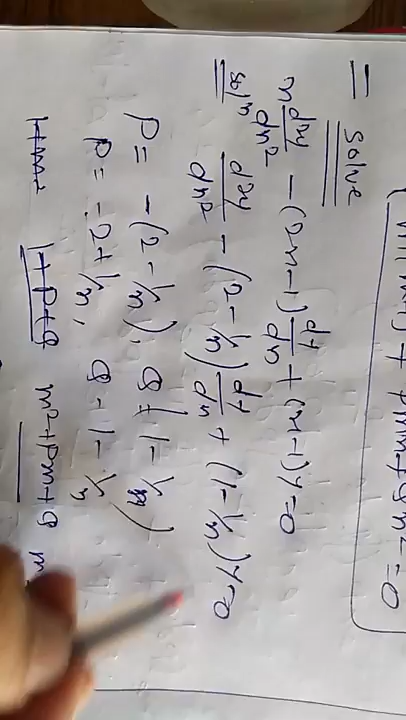 = Solve
x d²y/dx² - (2x-1) dy/dx + (x-1)y=0
solⁿ d²y/dx² - (2-1/x) dy/dx + (1-1/x)y=0
P= -(2-1/x), Q = (1-1/x)
P= -2+1/x, Q = 1-1/x
1+P+Q m²+Pm+Q